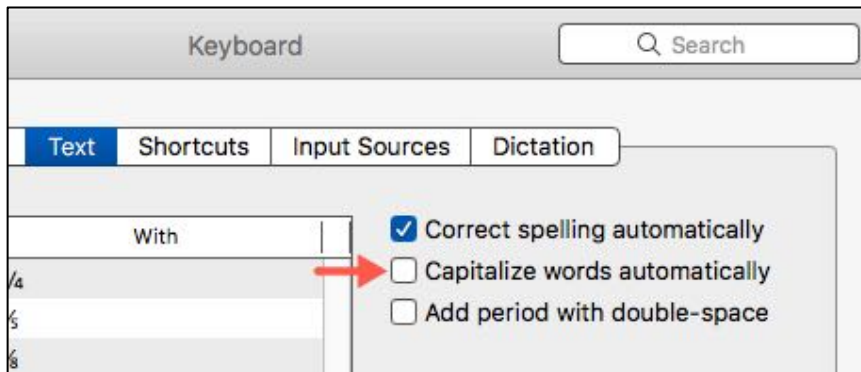 Keyboard
Search
Text Shortcuts Input Sources Dictation
With
Correct spelling automatically
Capitalize words automatically
Add period with double-space